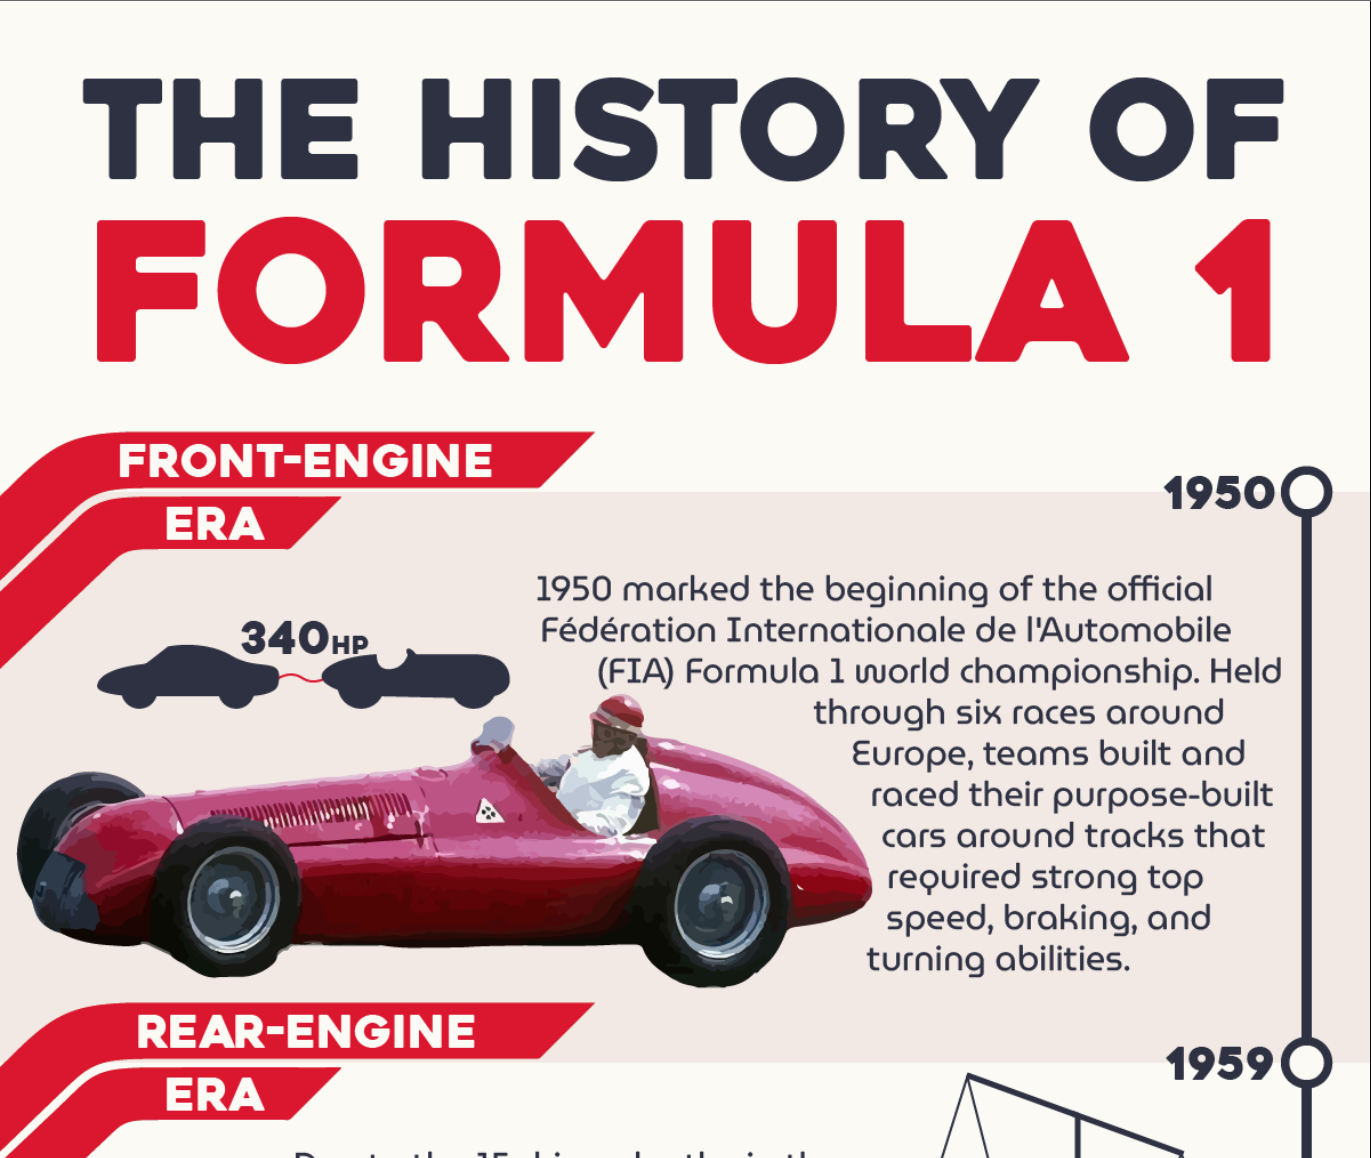 THE HISTORY OF
FORMULA 1
FRONT-ENGINE
ERA
1950
340HP
1950 marked the beginning of the official
Fédération Internationale de l'Automobile
(FIA) Formula 1 world championship. Held
through six races around
Europe, teams built and
raced their purpose-built
cars around tracks that
required strong top
speed, braking, and
turning abilities.
REAR-ENGINE
ERA
1959